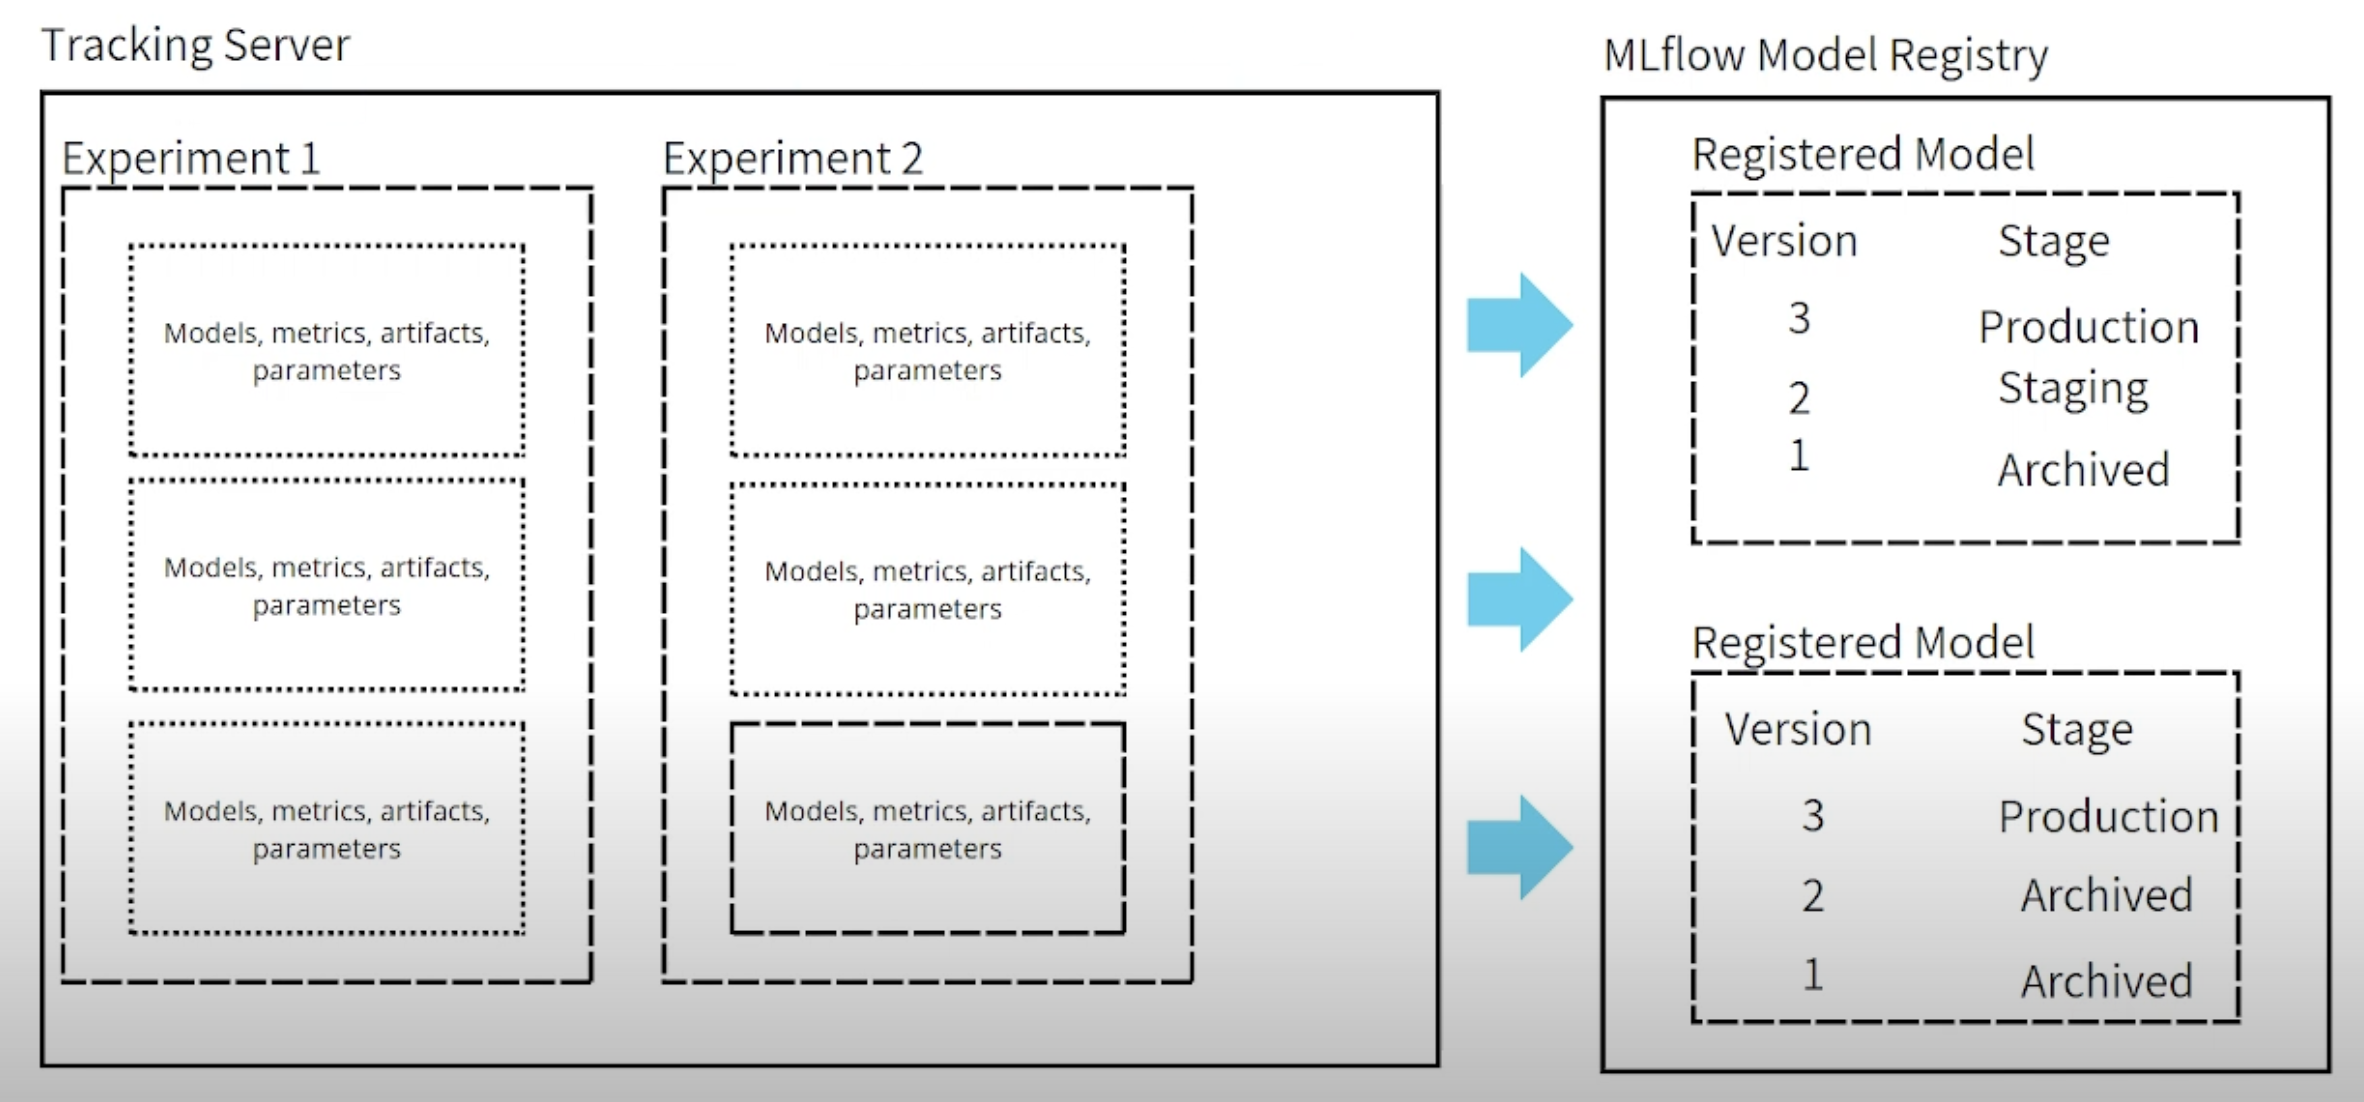 Tracking Server
Experiment 1
Models, metrics, artifacts,
parameters
Models, metrics, artifacts,
parameters
Models, metrics, artifacts,
parameters
Experiment 2
Models, metrics, artifacts,
parameters
Models, metrics, artifacts,
parameters
Models, metrics, artifacts,
parameters
MLflow Model Registry
Registered Model
Version Stage
3 Production
2 Staging
1 Archived
Registered Model
Version Stage
3 Production
2 Archived
1 Archived